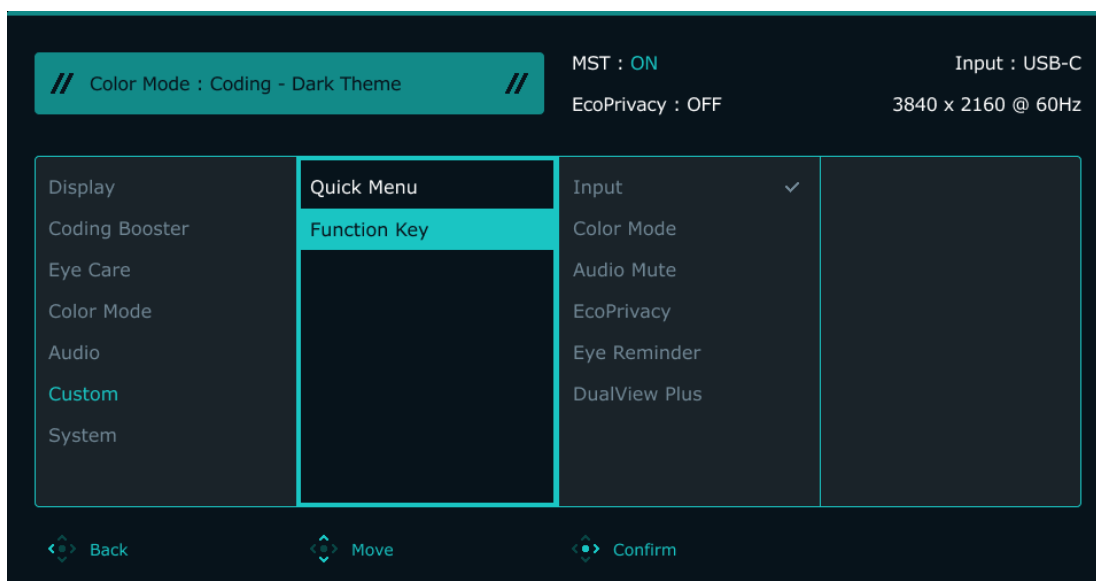 // Color Mode : Coding - Dark Theme //
MST : ON
Input : USB-C
EcoPrivacy : OFF
3840 x 2160 @ 60Hz
Display
Coding Booster
Eye Care
Color Mode
Audio
Custom
System
Quick Menu
Function Key
Input
Color Mode
Audio Mute
EcoPrivacy
Eye Reminder
DualView Plus
Back
Move
Confirm